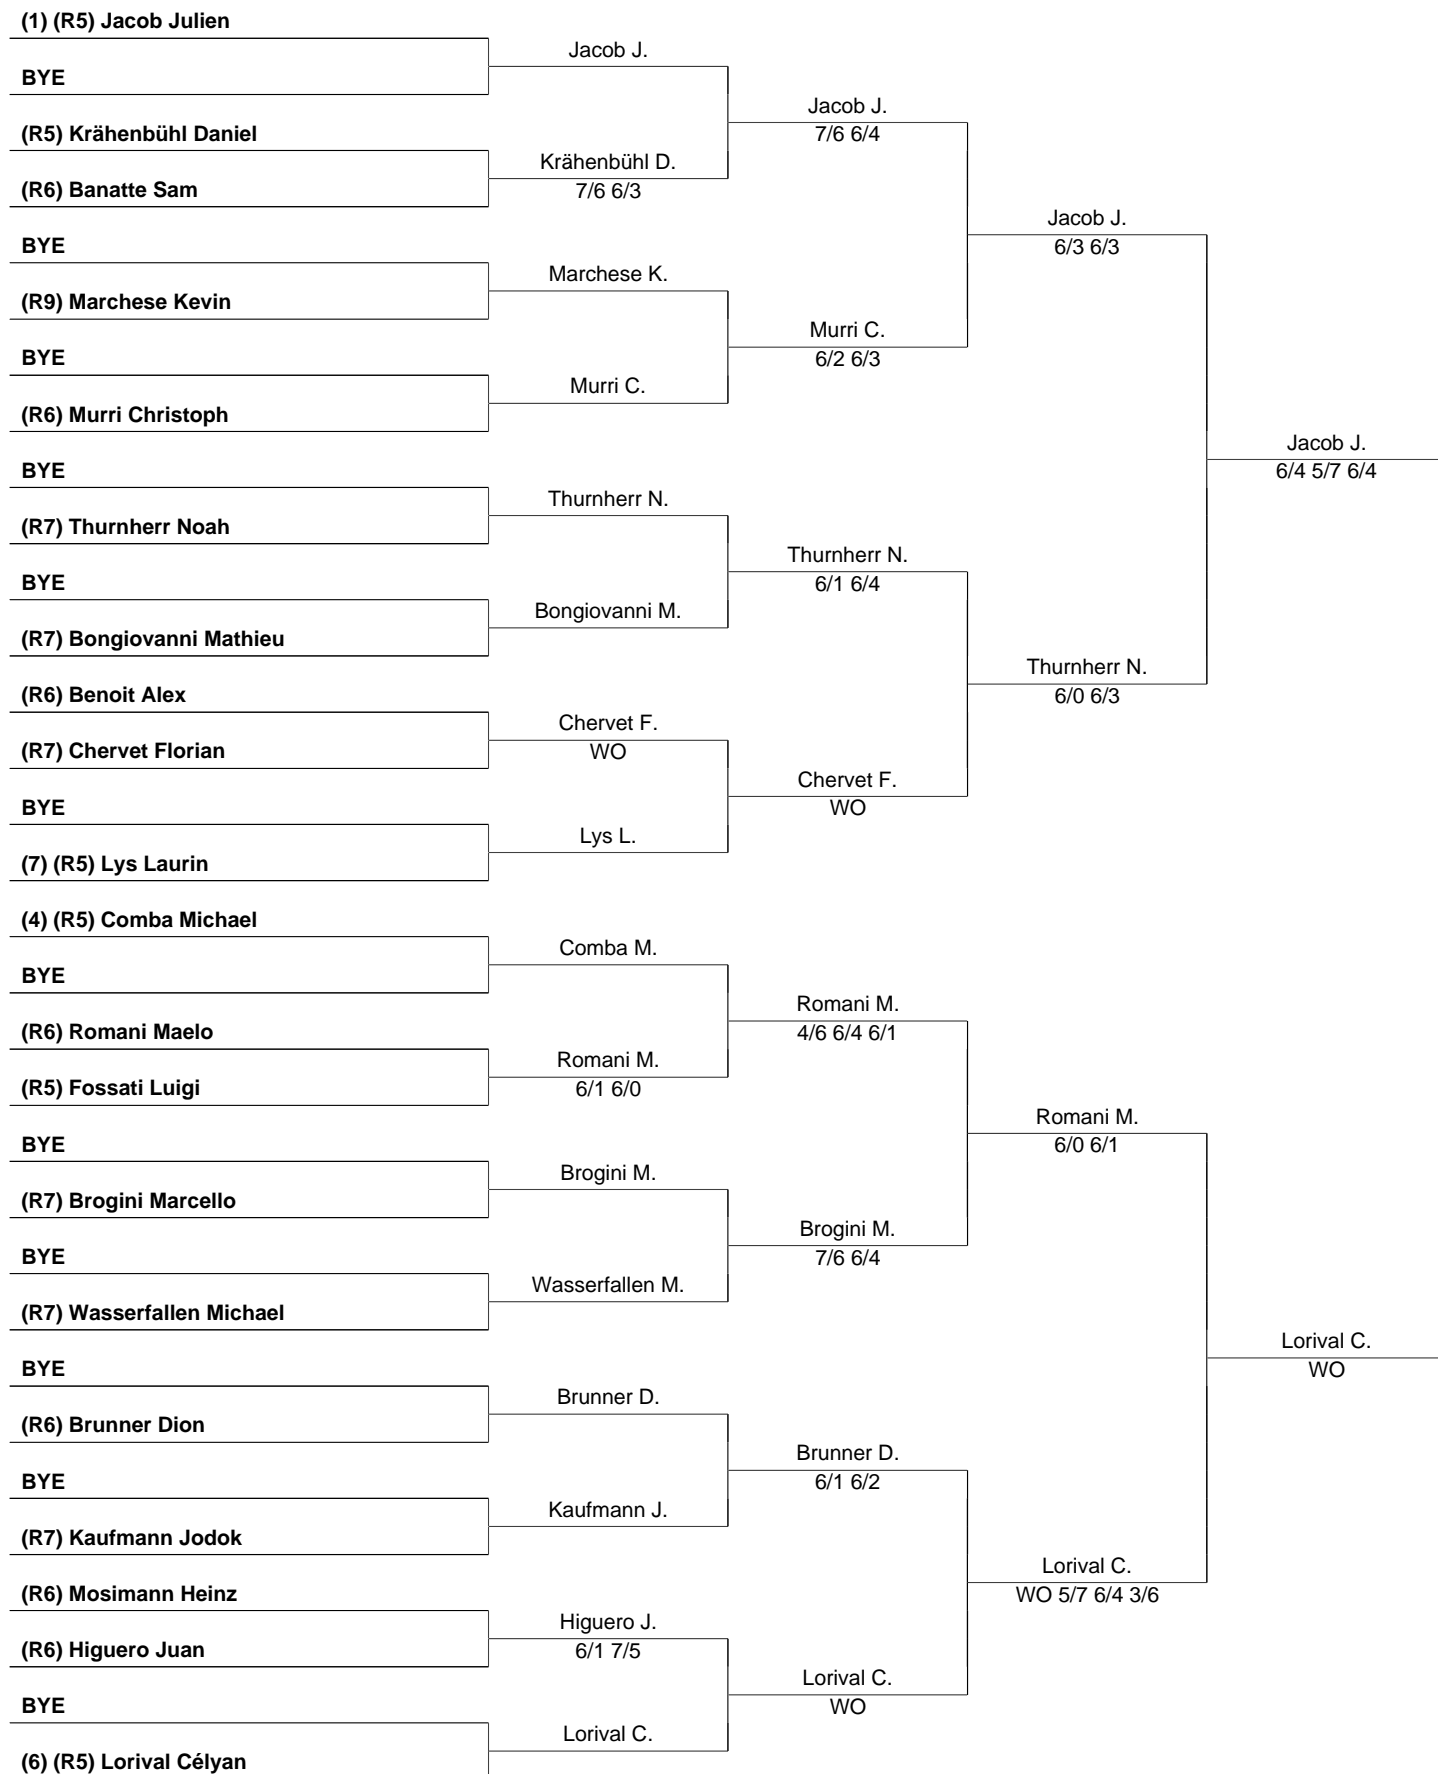 (1) (R5) Jacob Julien
Jacob J.
BYE
Jacob J.
7/6 6/4
(R5) Krähenbühl Daniel
Krähenbühl D.
7/6 6/3
(R6) Banatte Sam
Jacob J.
6/3 6/3
BYE
Marchese K.
(R9) Marchese Kevin
Murri C.
6/2 6/3
BYE
Murri C.
(R6) Murri Christoph
Jacob J.
6/4 5/7 6/4
BYE
Thurnherr N.
(R7) Thurnherr Noah
Thurnherr N.
6/1 6/4
BYE
Bongiovanni M.
(R7) Bongiovanni Mathieu
Thurnherr N.
6/0 6/3
(R6) Benoit Alex
Chervet F.
WO
(R7) Chervet Florian
Chervet F.
WO
BYE
Lys L.
(7) (R5) Lys Laurin
(4) (R5) Comba Michael
Comba M.
BYE
Romani M.
4/6 6/4 6/1
(R6) Romani Maelo
Romani M.
6/1 6/0
(R5) Fossati Luigi
Romani M.
6/0 6/1
BYE
Brogini M.
(R7) Brogini Marcello
Brogini M.
7/6 6/4
BYE
Wasserfallen M.
(R7) Wasserfallen Michael
Lorival C.
WO
BYE
Brunner D.
(R6) Brunner Dion
Brunner D.
6/1 6/2
BYE
Kaufmann J.
(R7) Kaufmann Jodok
Lorival C.
WO 5/7 6/4 3/6
(R6) Mosimann Heinz
Higuero J.
6/1 7/5
(R6) Higuero Juan
Lorival C.
WO
BYE
Lorival C.
(6) (R5) Lorival Célyan